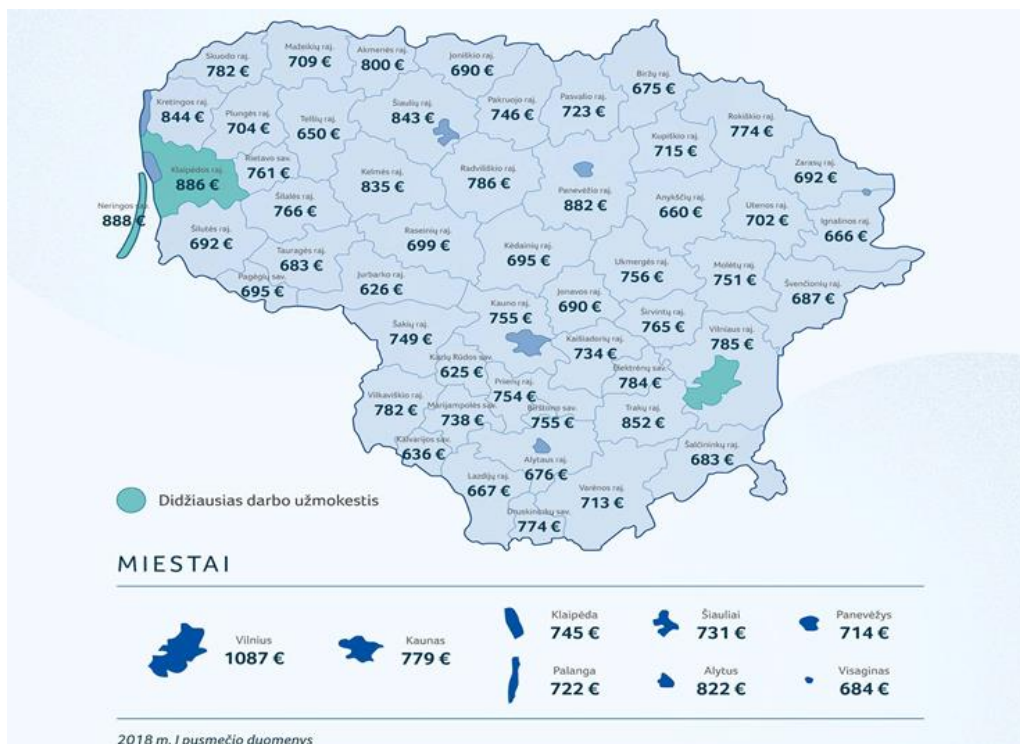 Skuodo raj.
782 €
Mažeikių raj.
709 €
Akmenės raj.
800 €
Joniškio raj.
690 €
Biržų raj.
675 €
Kretingos raj.
844 €
Plungės raj.
704 €
Telšių raj.
650 €
Šiaulių raj.
843 €
Pakruojo raj.
746 €
Pasvalio raj.
723 €
Rokiškio raj.
774 €
Kupiškio raj.
715 €
Klaipėdos raj.
886 €
Rietavo sav.
761 €
Kelmės raj.
835 €
Radviliškio raj.
786 €
Panevėžio raj.
882 €
Zarasų raj.
692 €
Neringos sav.
888 €
Šilalės raj.
766 €
Anykščių raj.
660 €
Utenos raj.
702 €
Ignalinos raj.
666 €
Šilutės raj.
692 €
Tauragės raj.
683 €
Raseinių raj.
699 €
Kėdainių raj.
695 €
Ukmergės raj.
756 €
Molėtų raj.
751 €
Švenčionių raj.
687 €
Pagėgių sav.
695 €
Jurbarko raj.
626 €
Kauno raj.
755 €
Jonavos raj.
690 €
Širvintų raj.
765 €
Vilniaus raj.
785 €
Šakių raj.
749 €
Kaišiadorių raj.
734 €
Kazlų Rūdos sav.
625 €
Prienų raj.
754 €
Elektrėnų sav.
784 €
Vilkaviškio raj.
782 €
Marijampolės sav.
738 €
Birštono sav.
755 €
Trakų raj.
852 €
Kalvarijos sav.
636 €
Alytaus raj.
676 €
Šalčininkų raj.
683 €
Lazdijų raj.
667 €
Varėnos raj.
713 €
Druskininkų sav.
774 €
Didžiausias darbo užmokestis
MIESTAI
Vilnius
1087 €
Kaunas
779 €
Klaipėda
745 €
Šiauliai
731 €
Panevėžys
714 €
Palanga
722 €
Alytus
822 €
Visaginas
684 €
2018 m. I pusmečio duomenys